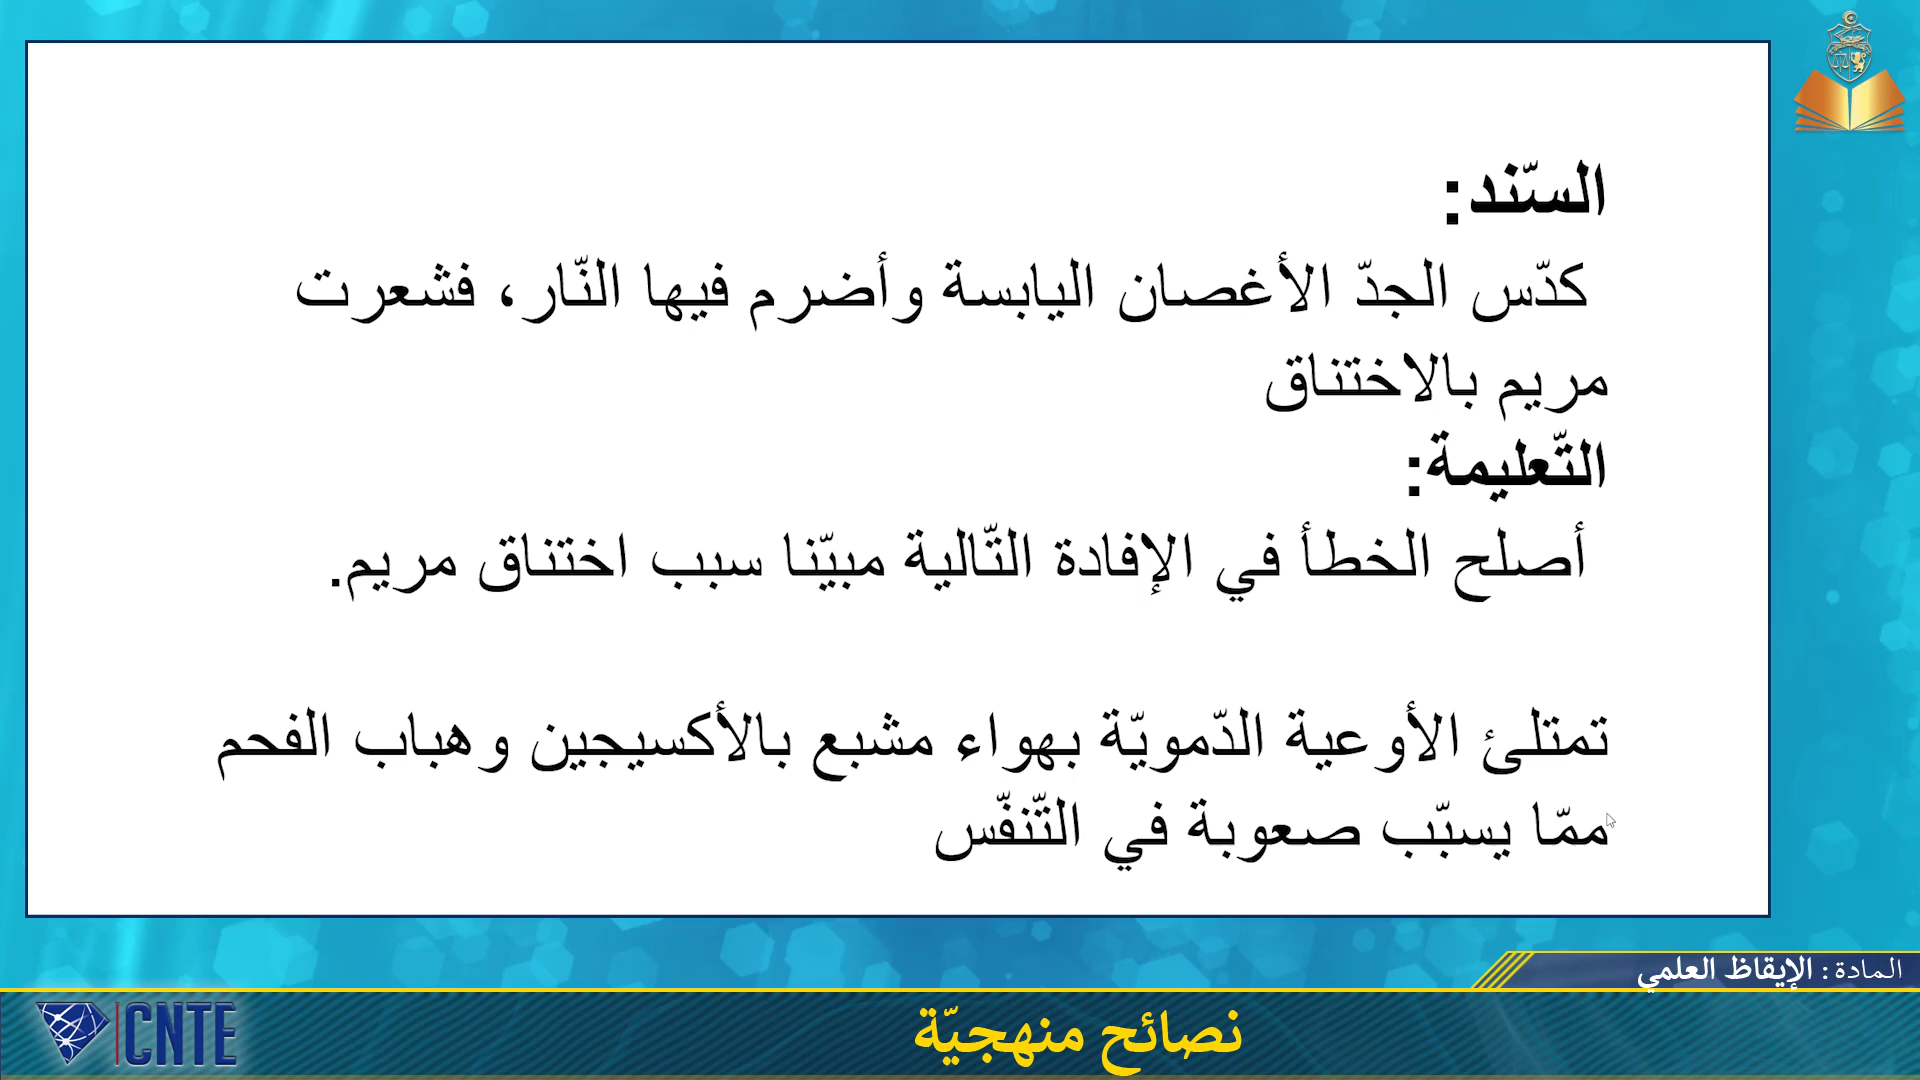 السّند:
كدّس الجدّ الأغصان اليابسة وأضرم فيها النّار، فشعرت
مريم بالاختناق
التّعليمة:
أصلح الخطأ في الإفادة التّالية مبيّنا سبب اختناق مريم.
تمتلئ الأوعية الدّمويّة بهواء مشبع بالأكسيجين وهباب الفحم
ممّا يسبّب صعوبة في التّنفّس
المادة : الإيقاظ العلمي
نصائح منهجيّة
CNTE